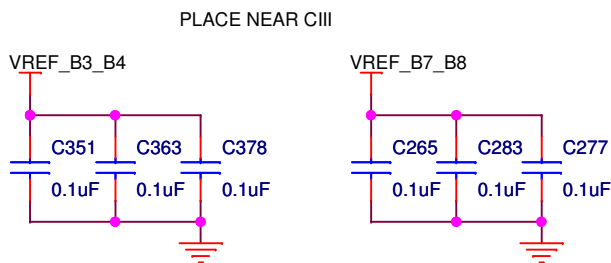 PLACE NEAR CIII
VREF_B3_B4 VREF_B7_B8
C351 C363 C378 C265 C283 C277
0.1uF 0.1uF 0.1uF 0.1uF 0.1uF 0.1uF